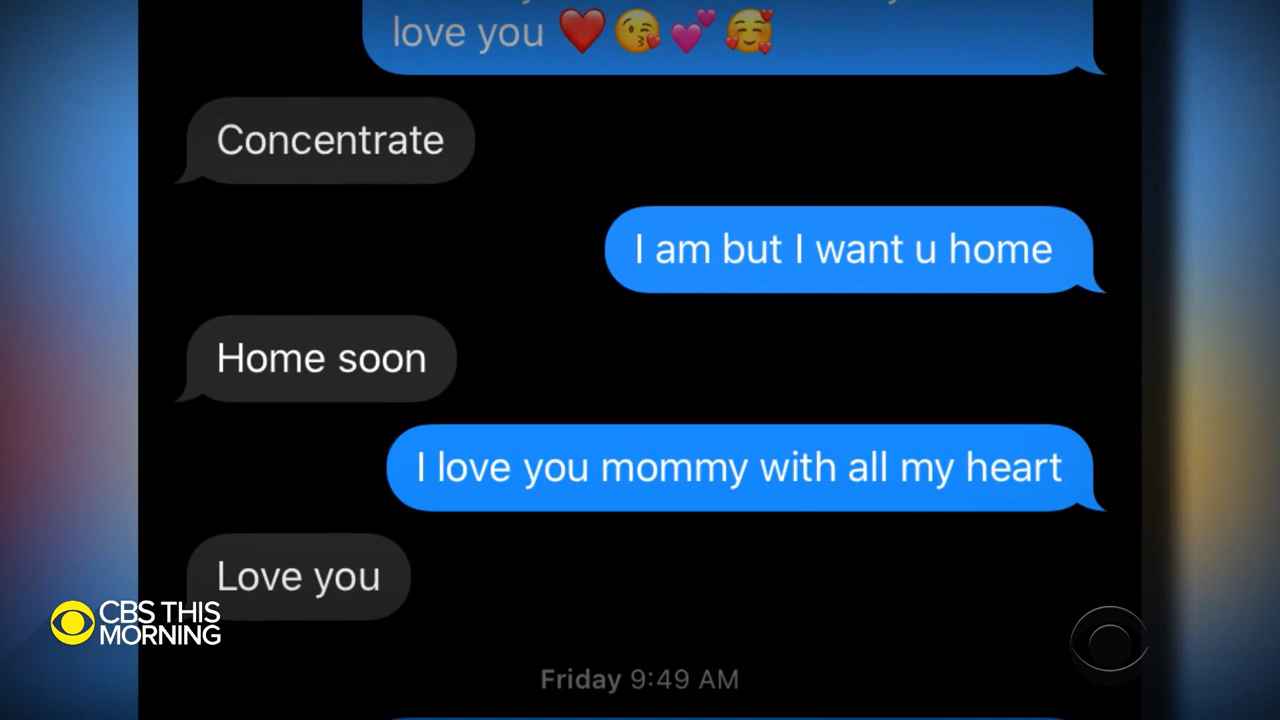 love you ❤️😘💕🥰
Concentrate
I am but I want u home
Home soon
I love you mommy with all my heart
Love you
CBS THIS
MORNING
Friday 9:49 AM